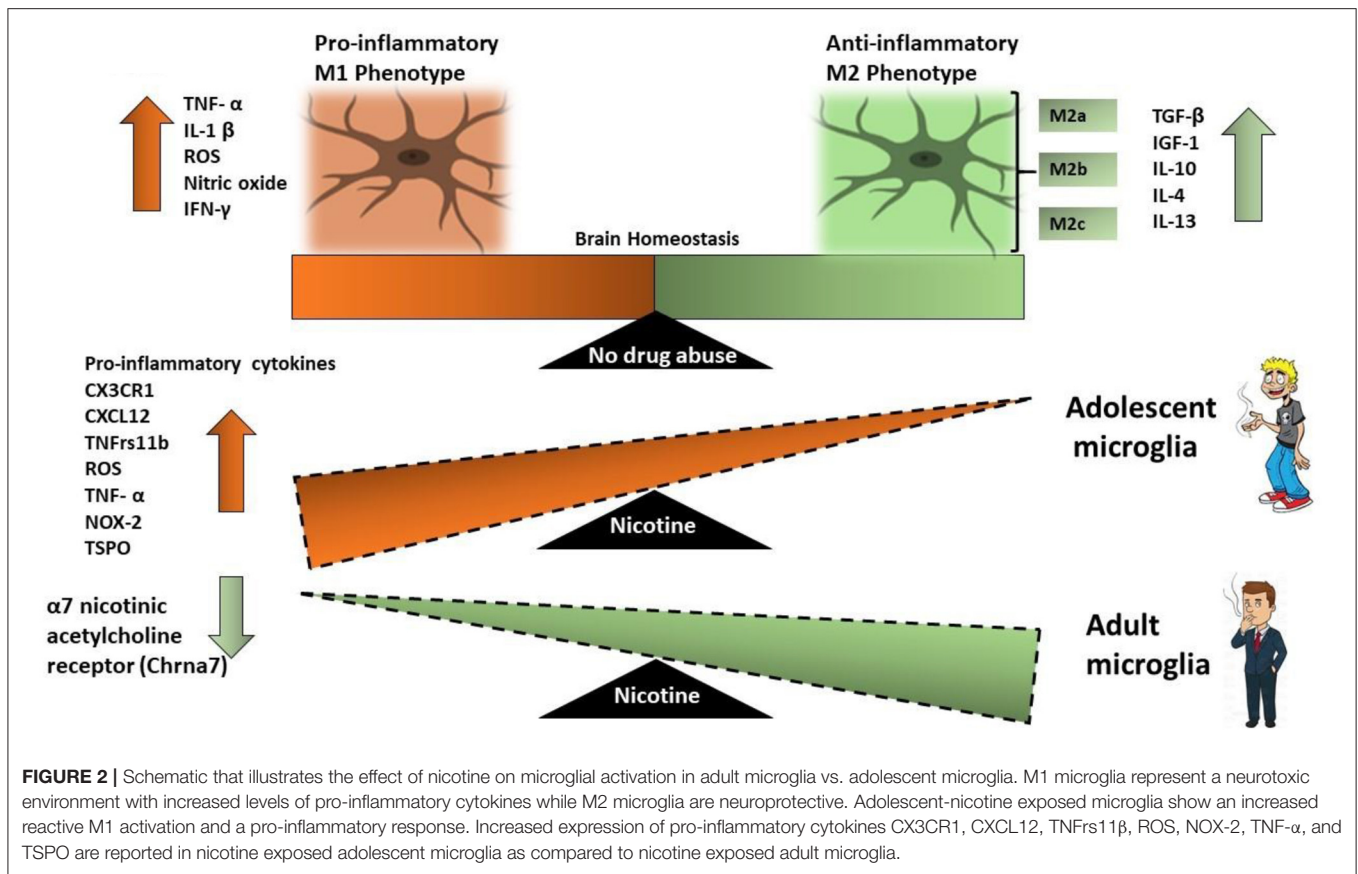 Pro-inflammatory
M1 Phenotype
Anti-inflammatory
M2 Phenotype
TNF- α
IL-1 β
ROS
Nitric oxide
IFN-γ
M2a
M2b
M2c
TGF-β
IGF-1
IL-10
IL-4
IL-13
Brain Homeostasis
No drug abuse
Pro-inflammatory cytokines
CX3CR1
CXCL12
TNFrs11b
ROS
TNF- α
NOX-2
TSPO
Adolescent
microglia
Nicotine
α7 nicotinic
acetylcholine
receptor (Chrna7)
Adult
microglia
Nicotine
FIGURE 2 | Schematic that illustrates the effect of nicotine on microglial activation in adult microglia vs. adolescent microglia. M1 microglia represent a neurotoxic
environment with increased levels of pro-inflammatory cytokines while M2 microglia are neuroprotective. Adolescent-nicotine exposed microglia show an increased
reactive M1 activation and a pro-inflammatory response. Increased expression of pro-inflammatory cytokines CX3CR1, CXCL12, TNFrs11β, ROS, NOX-2, TNF-α, and
TSPO are reported in nicotine exposed adolescent microglia as compared to nicotine exposed adult microglia.